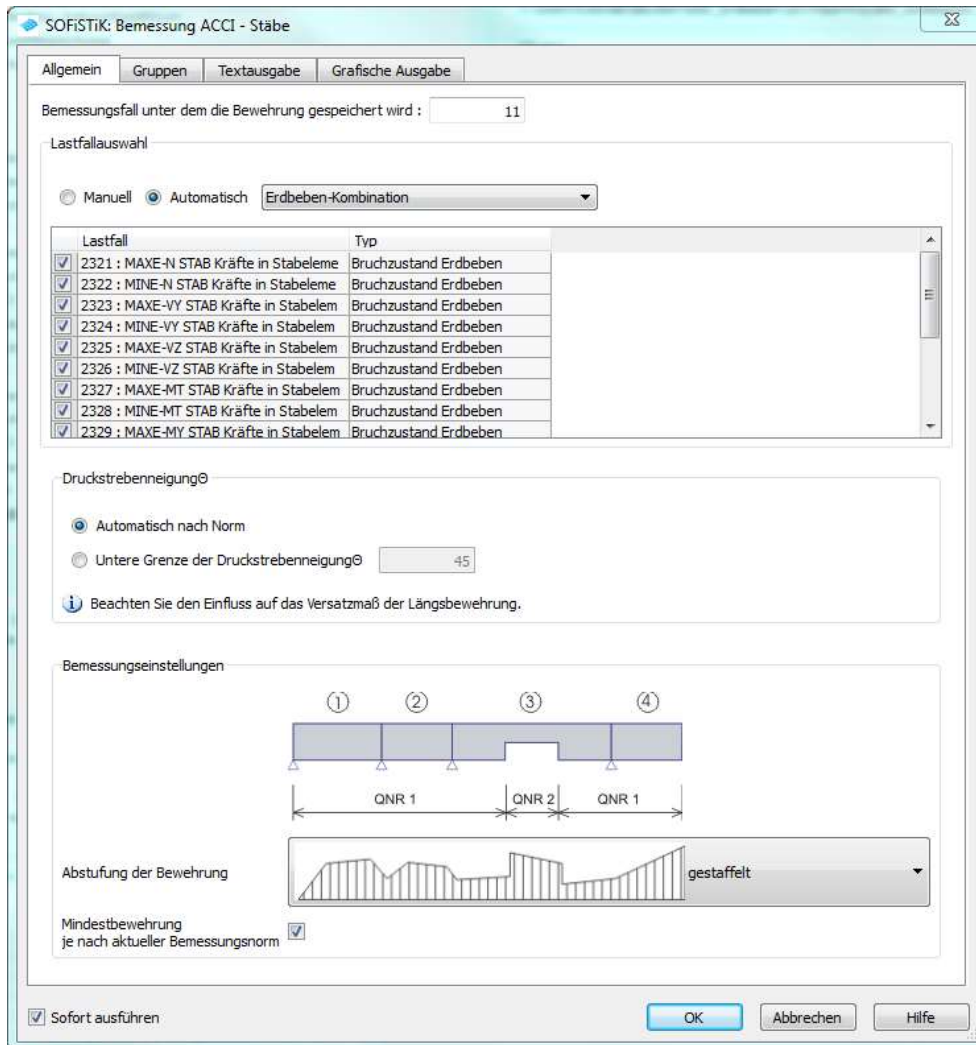 SOFiSTiK: Bemessung ACCI - Stäbe
Allgemein Gruppen Textausgabe Grafische Ausgabe
Bemessungsfall unter dem die Bewehrung gespeichert wird : 11
Lastfallauswahl
Manuell Automatisch Erdbeben-Kombination
Lastfall Typ
2321 : MAXE-N STAB Kräfte in Stabeleme Bruchzustand Erdbeben
2322 : MINE-N STAB Kräfte in Stabeleme Bruchzustand Erdbeben
2323 : MAXE-VY STAB Kräfte in Stabelem Bruchzustand Erdbeben
2324 : MINE-VY STAB Kräfte in Stabelem Bruchzustand Erdbeben
2325 : MAXE-VZ STAB Kräfte in Stabelem Bruchzustand Erdbeben
2326 : MINE-VZ STAB Kräfte in Stabelem Bruchzustand Erdbeben
2327 : MAXE-MT STAB Kräfte in Stabelem Bruchzustand Erdbeben
2328 : MINE-MT STAB Kräfte in Stabelem Bruchzustand Erdbeben
2329 : MAXE-MY STAB Kräfte in Stabelem Bruchzustand Erdbeben
DruckstrebenneigungΘ
Automatisch nach Norm
Untere Grenze der DruckstrebenneigungΘ 45
Beachten Sie den Einfluss auf das Versatzmaß der Längsbewehrung.
Bemessungseinstellungen
① ② ③ ④
QNR 1 QNR 2 QNR 1
Abstufung der Bewehrung gestaffelt
Mindestbewehrung
je nach aktueller Bemessungsnorm
Sofort ausführen OK Abbrechen Hilfe